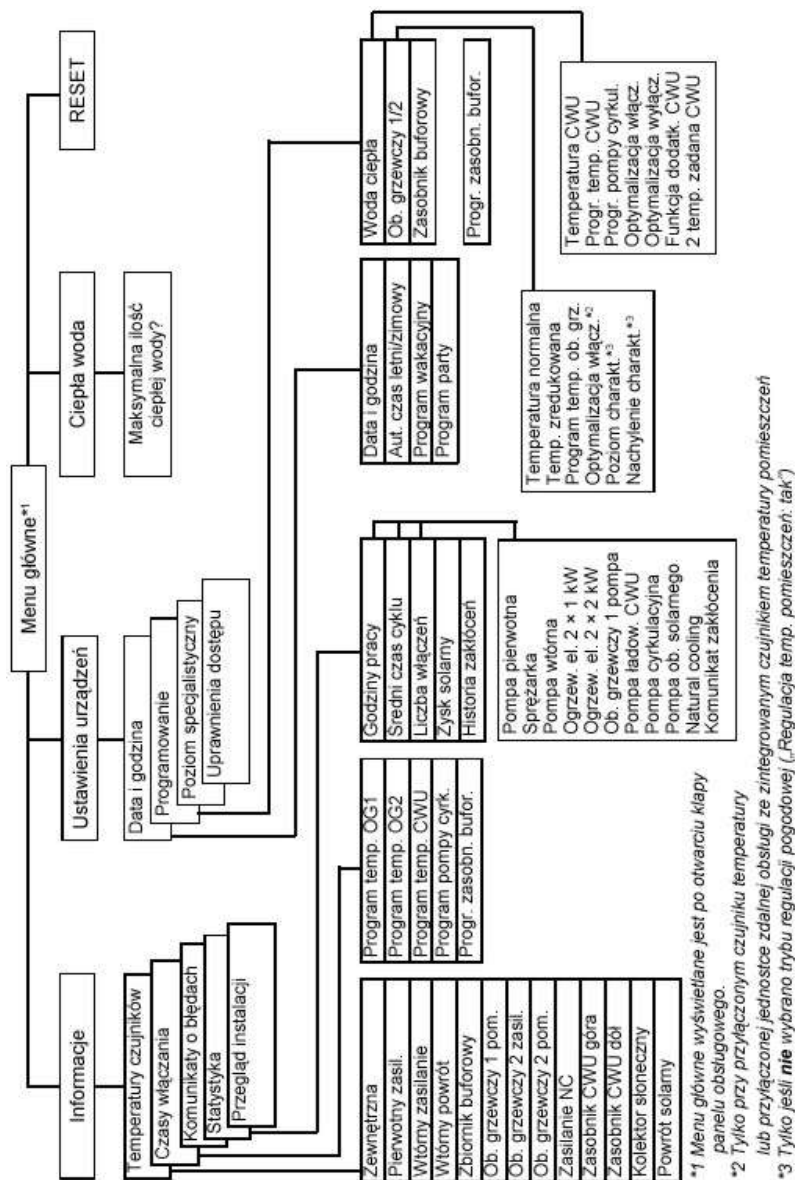 Menu główne*1
Informacje
Ustawienia urządzeń
Ciepła woda
RESET
Temperatury czujników
Czasy włączania
Komunikaty o błędach
Statystyka
Przegląd instalacji
Data i godzina
Programowanie
Poziom specjalistyczny
Uprawnienia dostępu
Maksymalna ilość
ciepłej wody?
Zewnętrzna
Pierwotny zasil.
Wtórny zasilanie
Wtórny powrót
Zbiornik buforowy
Ob. grzewczy 1 pom.
Ob. grzewczy 2 zasil.
Ob. grzewczy 2 pom.
Zasilanie NC
Zasobnik CWU góra
Zasobnik CWU dół
Kolektor słoneczny
Powrót solarny
Program temp. OG1
Program temp. OG2
Program temp. CWU
Program pompy cyrk.
Progr. zasobn. bufor.
Godziny pracy
Średni czas cyklu
Liczba włączeń
Zysk solarny
Historia zakłóceń
Pompa pierwotna
Sprężarka
Pompa wtórna
Ogrzew. el. 2 × 1 kW
Ogrzew. el. 2 × 2 kW
Ob. grzewczy 1 pompa
Pompa ładow. CWU
Pompa cyrkulacyjna
Pompa ob. solarnego
Natural cooling
Komunikat zakłócenia
Data i godzina
Aut. czas letni/zimowy
Program wakacyjny
Program party
Woda ciepła
Ob. grzewczy 1/2
Zasobnik buforowy
Progr. zasobn. bufor.
Temperatura normalna
Temp. zredukowana
Program temp. ob. grz.
Optymalizacja włącz.*2
Poziom charakt.*3
Nachylenie charakt.*3
Temperatura CWU
Progr. temp. CWU
Progr. pompy cyrkul.
Optymalizacja włącz.
Optymalizacja wyłącz.
Funkcja dodatk. CWU
2 temp. zadana CWU
*1 Menu główne wyświetlane jest po otwarciu klapy
panelu obsługowego.
*2 Tylko przy przyłączonym czujniku temperatury
lub przyłączonej jednostce zdalnej obsługi ze zintegrowanym czujnikiem temperatury pomieszczeń
*3 Tylko jeśli nie wybrano trybu regulacji pogodowej („Regulacja temp. pomieszczeń: tak")